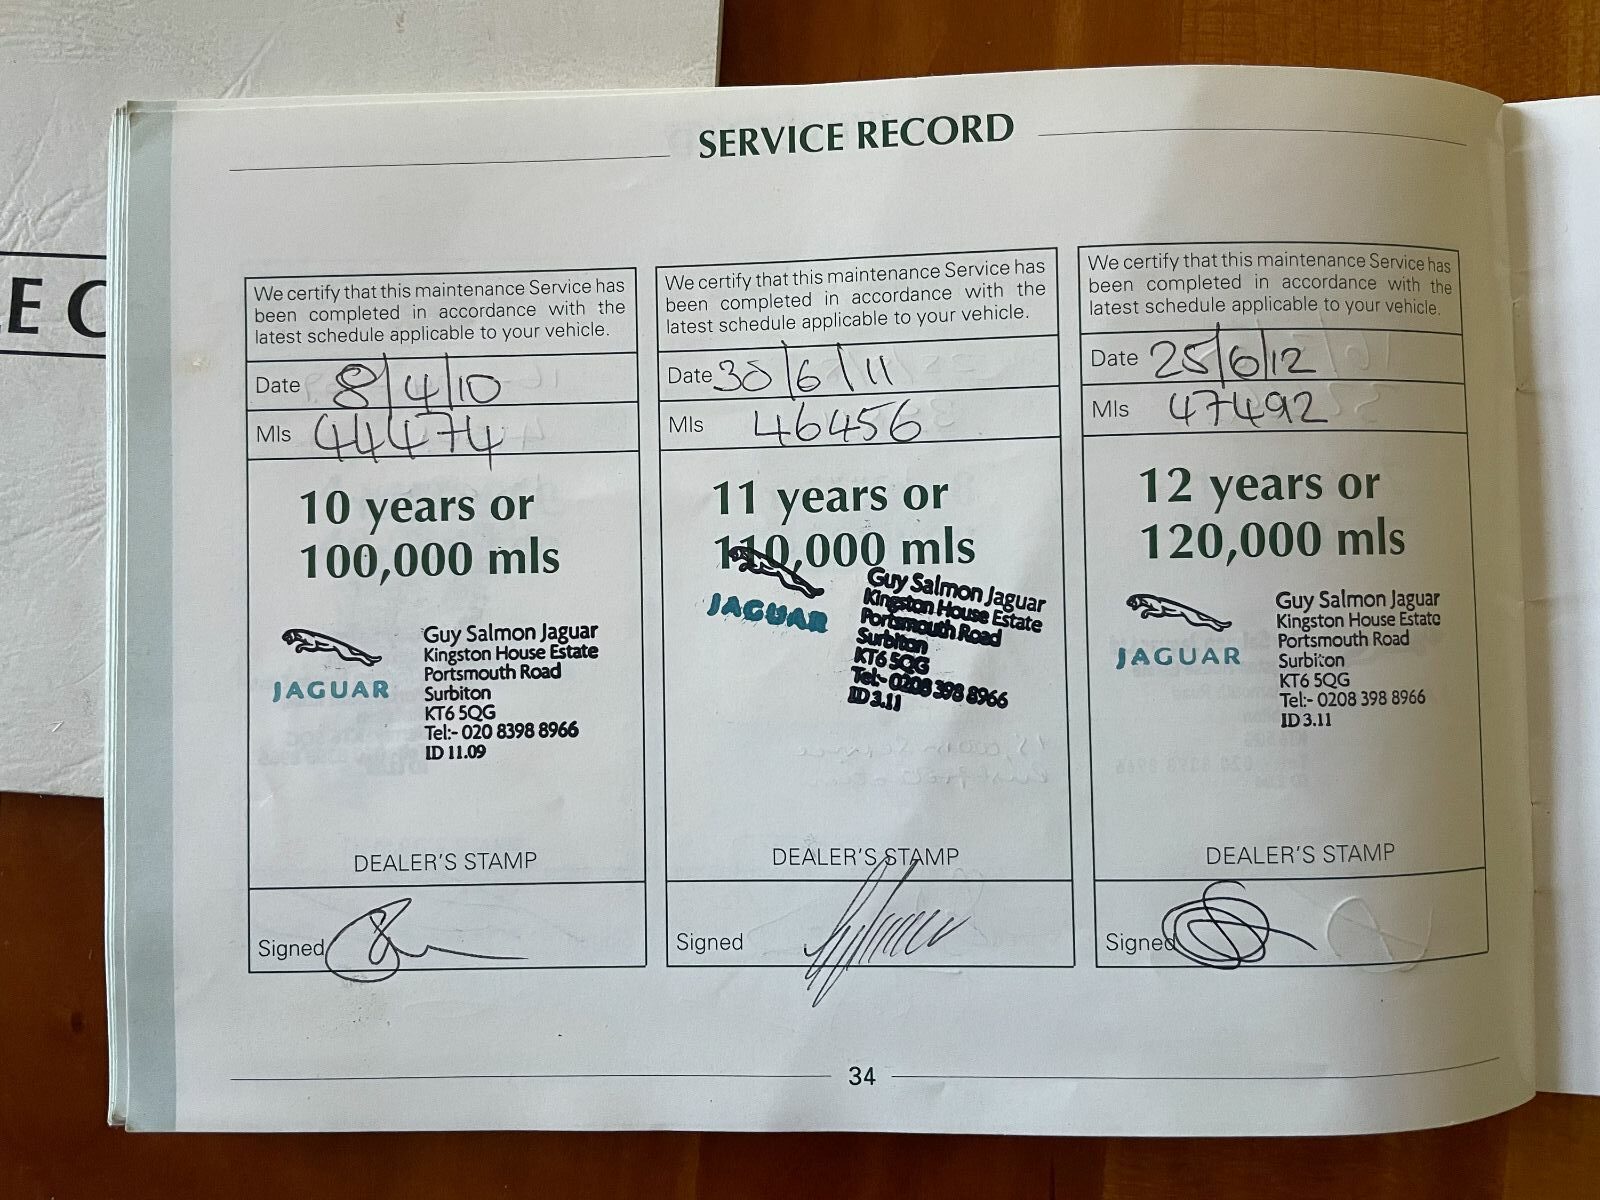 E C
SERVICE RECORD
We certify that this maintenance Service has
been completed in accordance with the
latest schedule applicable to your vehicle.
Date 8/4/10
Mls 44474
10 years or
100,000 mls
JAGUAR
Guy Salmon Jaguar
Kingston House Estate
Portsmouth Road
Surbiton
KT6 5QG
Tel:- 020 8398 8966
ID 11.09
DEALER'S STAMP
Signed
We certify that this maintenance Service has
been completed in accordance with the
latest schedule applicable to your vehicle.
Date 30/6/11
Mls 46456
11 years or
110,000 mls
JAGUAR
Guy Salmon Jaguar
Kingston House Estate
Portsmouth Road
Surbiton
KT6 5QG
Tel:- 0208 398 8966
ID 3.11
DEALER'S STAMP
Signed
We certify that this maintenance Service has
been completed in accordance with the
latest schedule applicable to your vehicle.
Date 25/6/12
Mls 47492
12 years or
120,000 mls
JAGUAR
Guy Salmon Jaguar
Kingston House Estate
Portsmouth Road
Surbiton
KT6 5QG
Tel:- 0208 398 8966
ID 3.11
DEALER'S STAMP
Signed
34